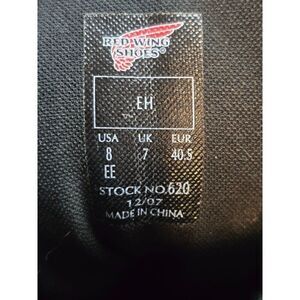 RED WING
SHOES®
EH
USA UK EUR
8 7 40.5
EE
STOCK NO.620
12/07
MADE IN CHINA